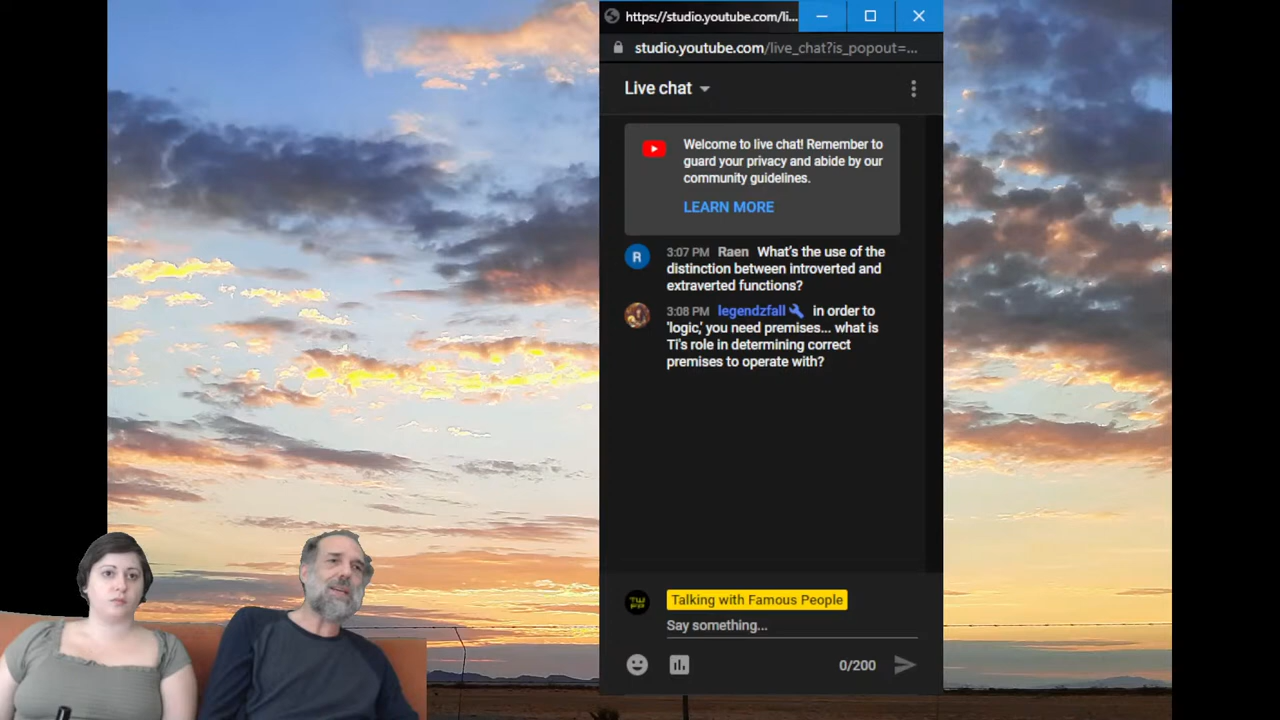 https://studio.youtube.com/li...
studio.youtube.com/live_chat?is_popout=...
Live chat
Welcome to live chat! Remember to
guard your privacy and abide by our
community guidelines.
LEARN MORE
R
3:07 PM Raen What's the use of the
distinction between introverted and
extraverted functions?
3:08 PM legendzfall in order to
'logic,' you need premises... what is
Ti's role in determining correct
premises to operate with?
Talking with Famous People
Say something...
0/200